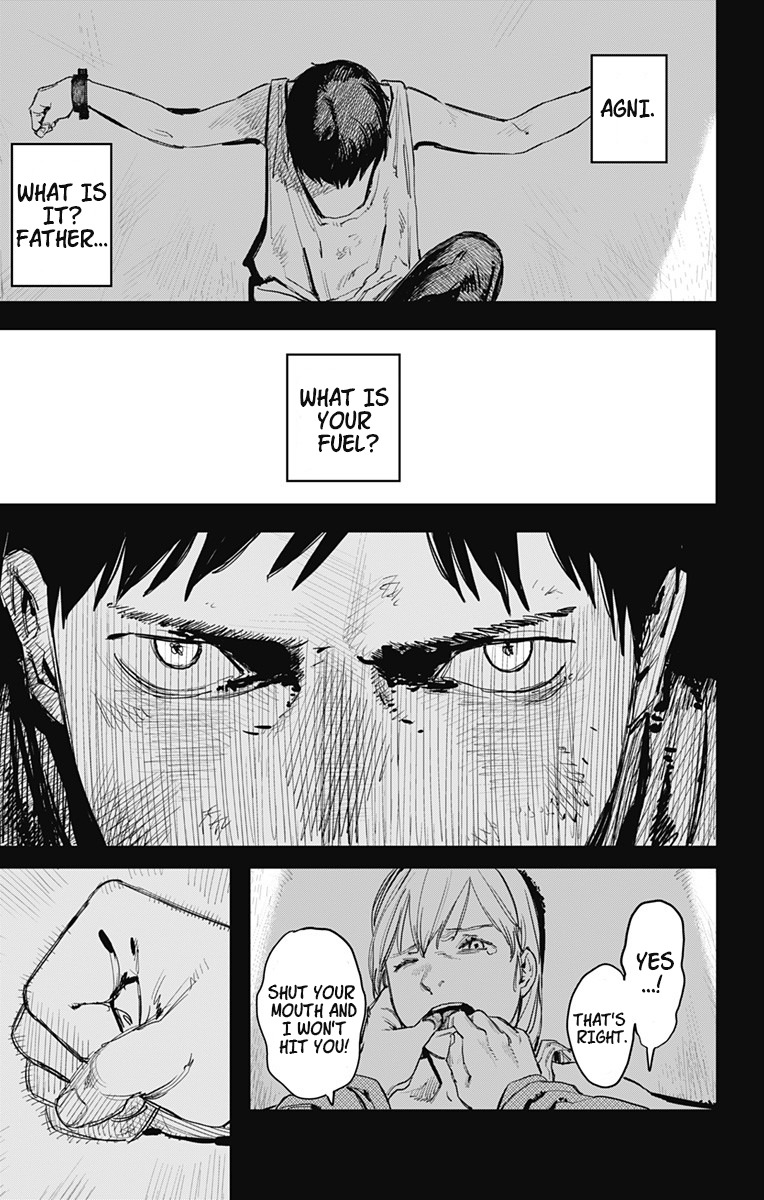 AGNI.
WHAT IS
IT?
FATHER...
WHAT IS
YOUR
FUEL?
YES
...!
THAT'S
RIGHT.
SHUT YOUR
MOUTH AND
I WON'T
HIT YOU!